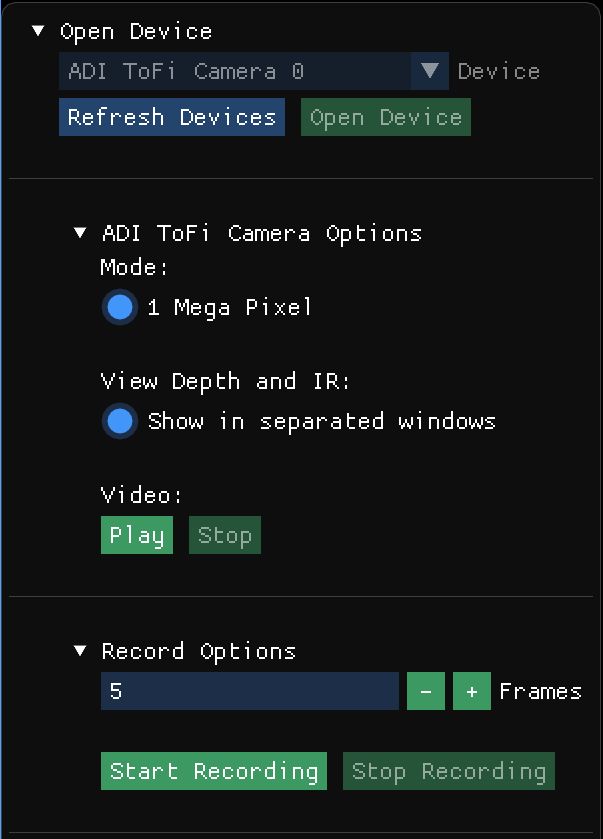 Open Device
ADI ToFi Camera 0 Device
Refresh Devices Open Device
ADI ToFi Camera Options
Mode:
1 Mega Pixel
View Depth and IR:
Show in separated windows
Video:
Play Stop
Record Options
5 - + Frames
Start Recording Stop Recording